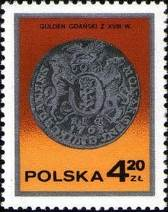 GULDEN GDAŃSKI Z XVIII W.
POLSKA 4.20
ZŁ